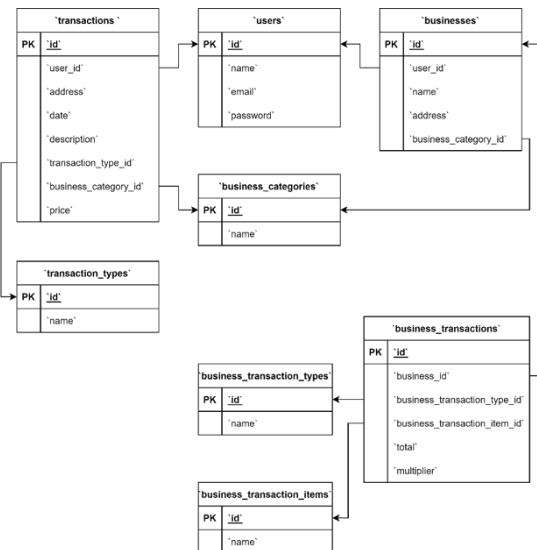 `transactions `
PK `id`
`user_id`
`address`
`date`
`description`
`transaction_type_id`
`business_category_id`
`price`
`users`
PK `id`
`name`
`email`
`password`
`businesses`
PK `id`
`user_id`
`name`
`address`
`business_category_id`
`business_categories`
PK `id`
`name`
`transaction_types`
PK `id`
`name`
`business_transactions`
PK `id`
`business_id`
`business_transaction_type_id`
`business_transaction_item_id`
`total`
`multiplier`
`business_transaction_types`
PK `id`
`name`
`business_transaction_items`
PK `id`
`name`